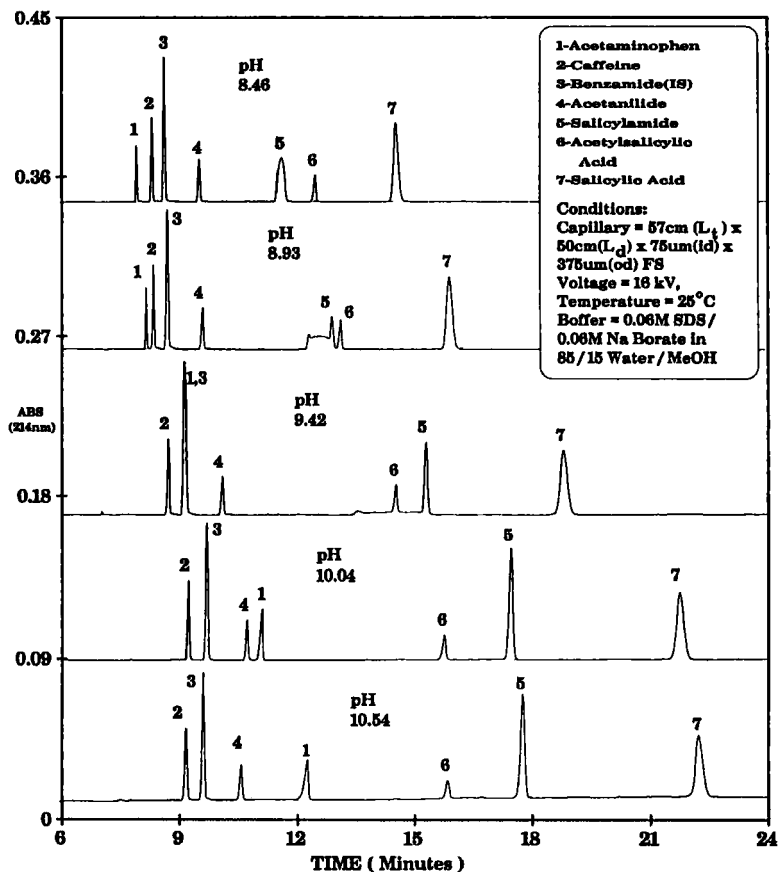 0.45
0.36
0.27
ABS
(214nm)
0.18
0.09
0
6
9
12
15
18
21
24
TIME ( Minutes )
pH
8.46
1
2
3
4
5
6
7
pH
8.93
1
2
3
4
5
6
7
pH
9.42
2
1,3
4
6
5
7
pH
10.04
2
3
4
1
6
5
7
pH
10.54
2
3
4
1
6
5
7
1-Acetaminophen
2-Caffeine
3-Benzamide(IS)
4-Acetanilide
5-Salicylamide
6-Acetylsalicylic
Acid
7-Salicylic Acid
Conditions:
Capillary = 57cm (Lt) x
50cm(Ld) x 75um(id) x
375um(od) FS
Voltage = 16 kV,
Temperature = 25°C
Boffer = 0.06M SDS/
0.06M Na Borate in
85/15 Water/MeOH